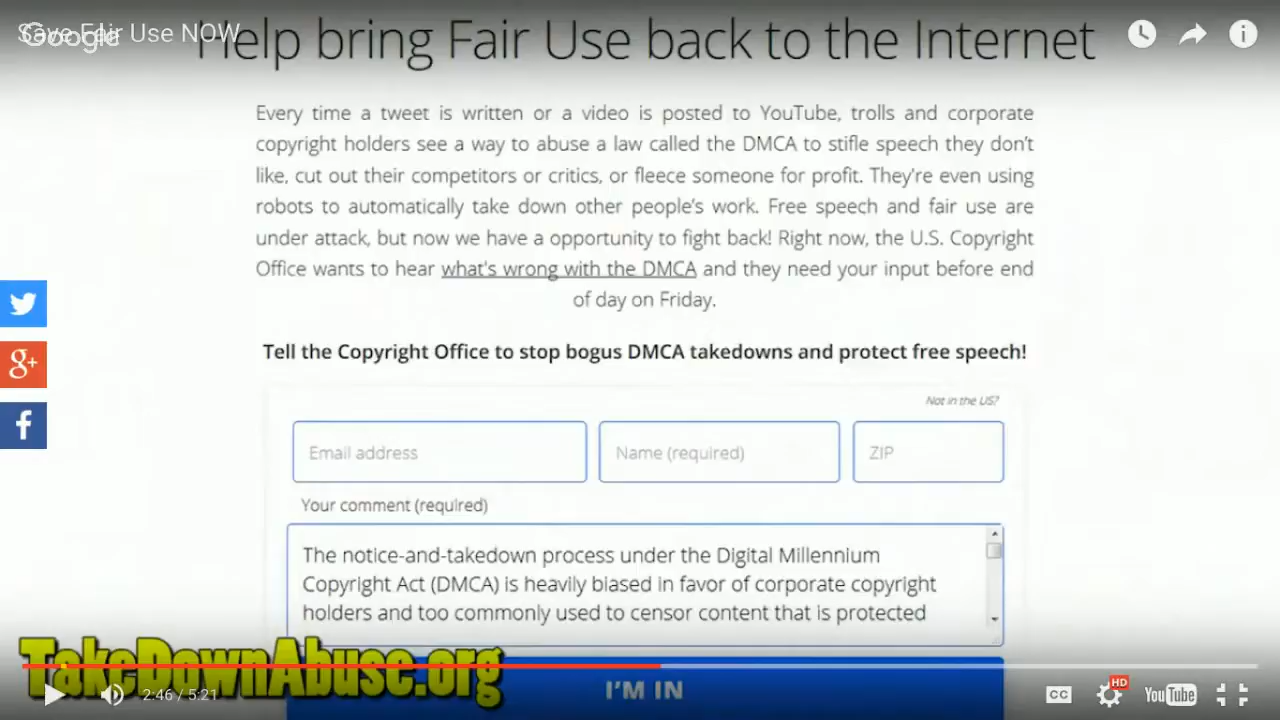 Save Fair Use NOW
Google
Help bring Fair Use back to the Internet
Every time a tweet is written or a video is posted to YouTube, trolls and corporate
copyright holders see a way to abuse a law called the DMCA to stifle speech they don't
like, cut out their competitors or critics, or fleece someone for profit. They're even using
robots to automatically take down other people's work. Free speech and fair use are
under attack, but now we have a opportunity to fight back! Right now, the U.S. Copyright
Office wants to hear what's wrong with the DMCA and they need your input before end
of day on Friday.
Tell the Copyright Office to stop bogus DMCA takedowns and protect free speech!
Not in the US?
Email address
Name (required)
ZIP
Your comment (required)
The notice-and-takedown process under the Digital Millennium
Copyright Act (DMCA) is heavily biased in favor of corporate copyright
holders and too commonly used to censor content that is protected
TakeDownAbuse.org
I'M IN
2:46 / 5:21
CC
HD
YouTube
g+
f